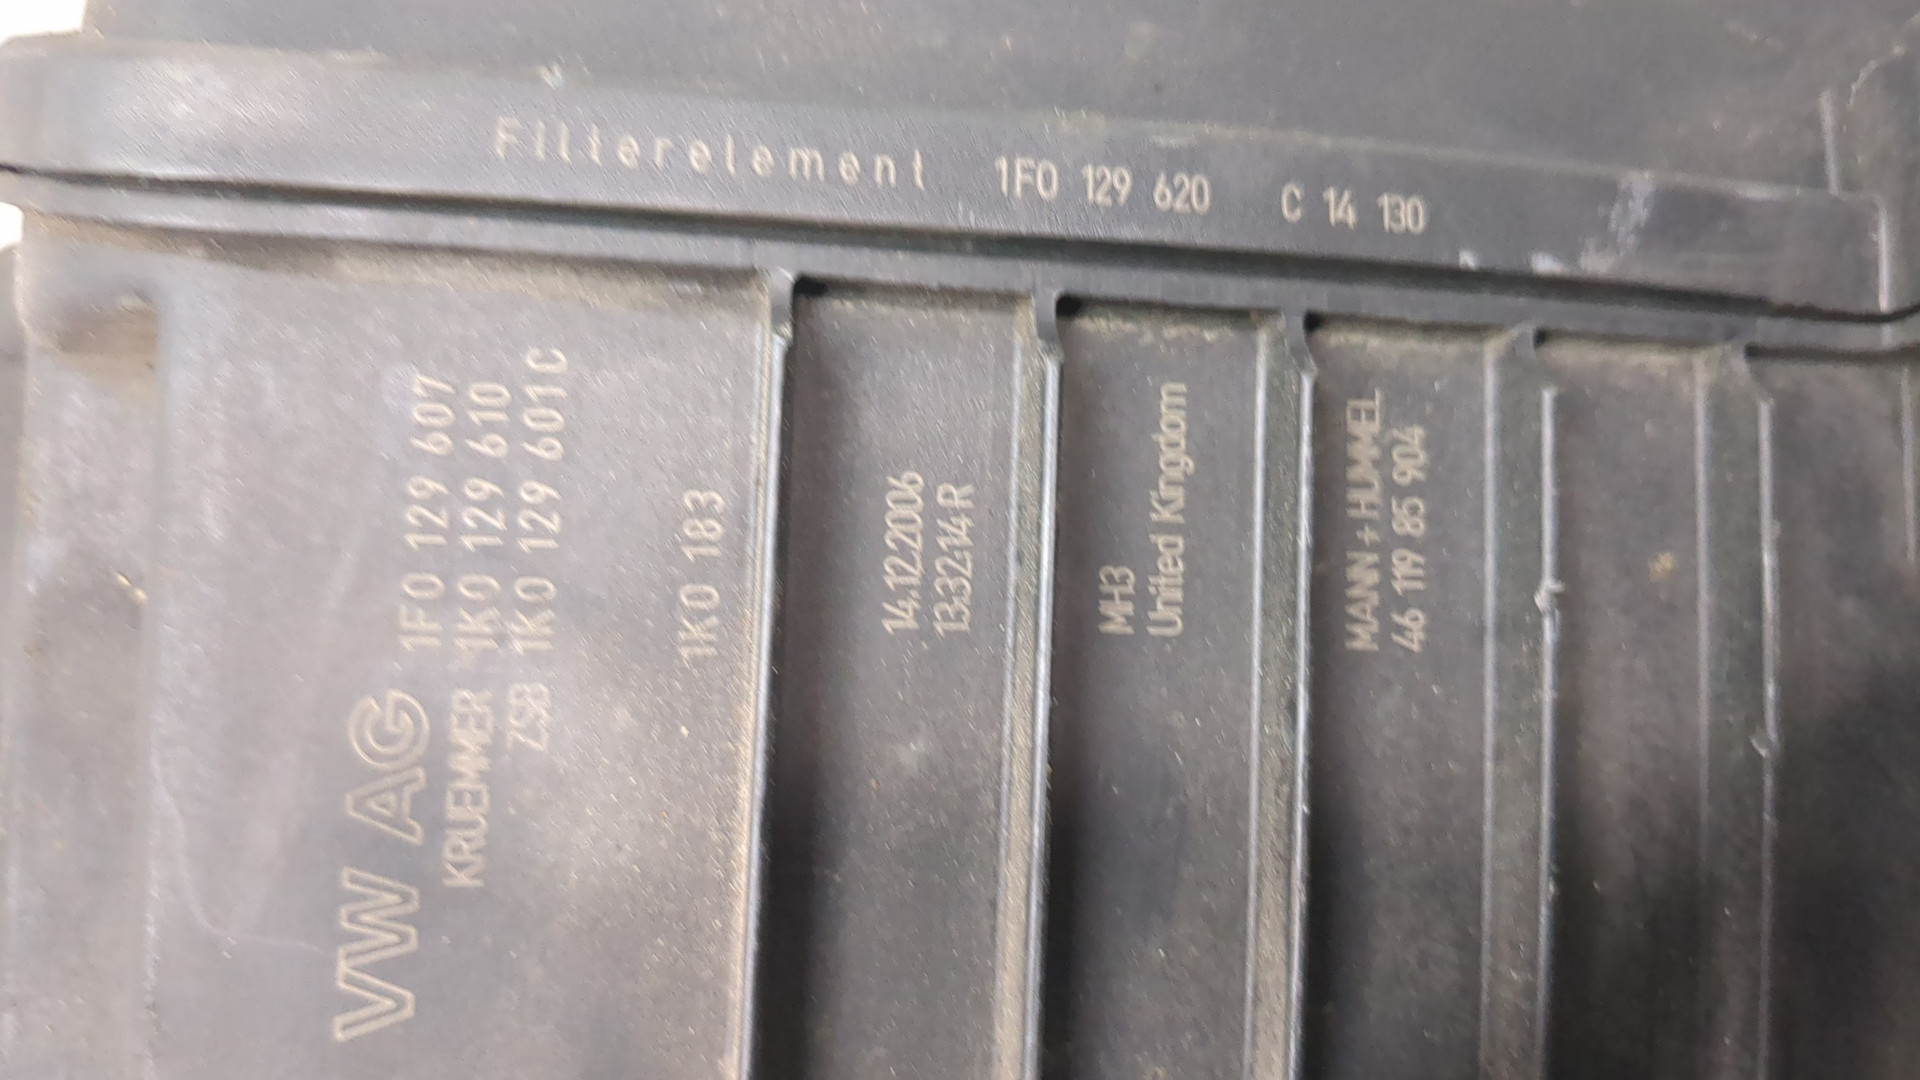 Filterelement 1F0 129 620 C 14 130
VW AG 1F0 129 607
KRUEMMER 1K0 129 610
ZSB 1K0 129 601C
1K0 183
14.12.2006
13:32:14 R
MH3
United Kingdom
MANN+HUMMEL
46 119 85 904